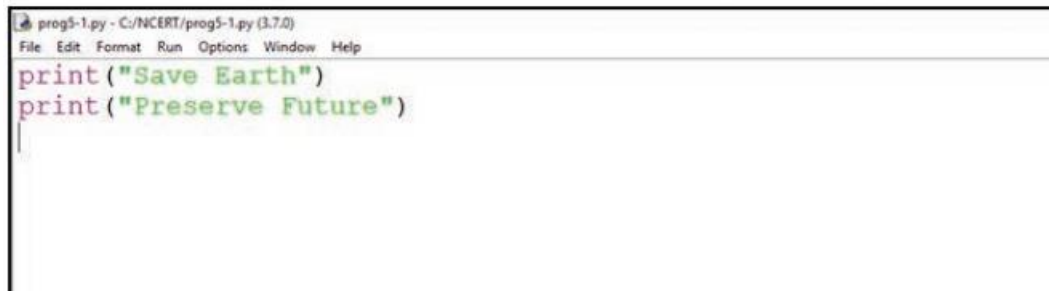 prog5-1.py - C:/NCERT/prog5-1.py (3.7.0)
File Edit Format Run Options Window Help
print("Save Earth")
print("Preserve Future")